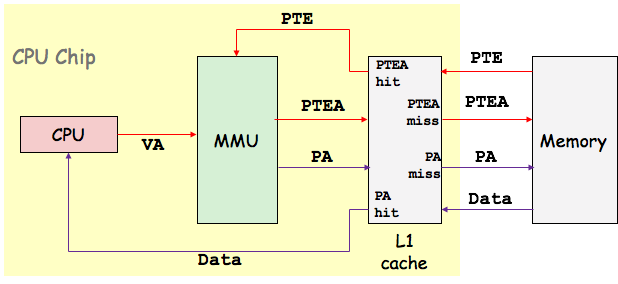 PTE
CPU Chip
PTEA
hit
PTE
PTEA
PTEA
miss
PTEA
CPU
VA
MMU
Memory
PA
PA
miss
PA
PA
hit
Data
Data
L1
cache